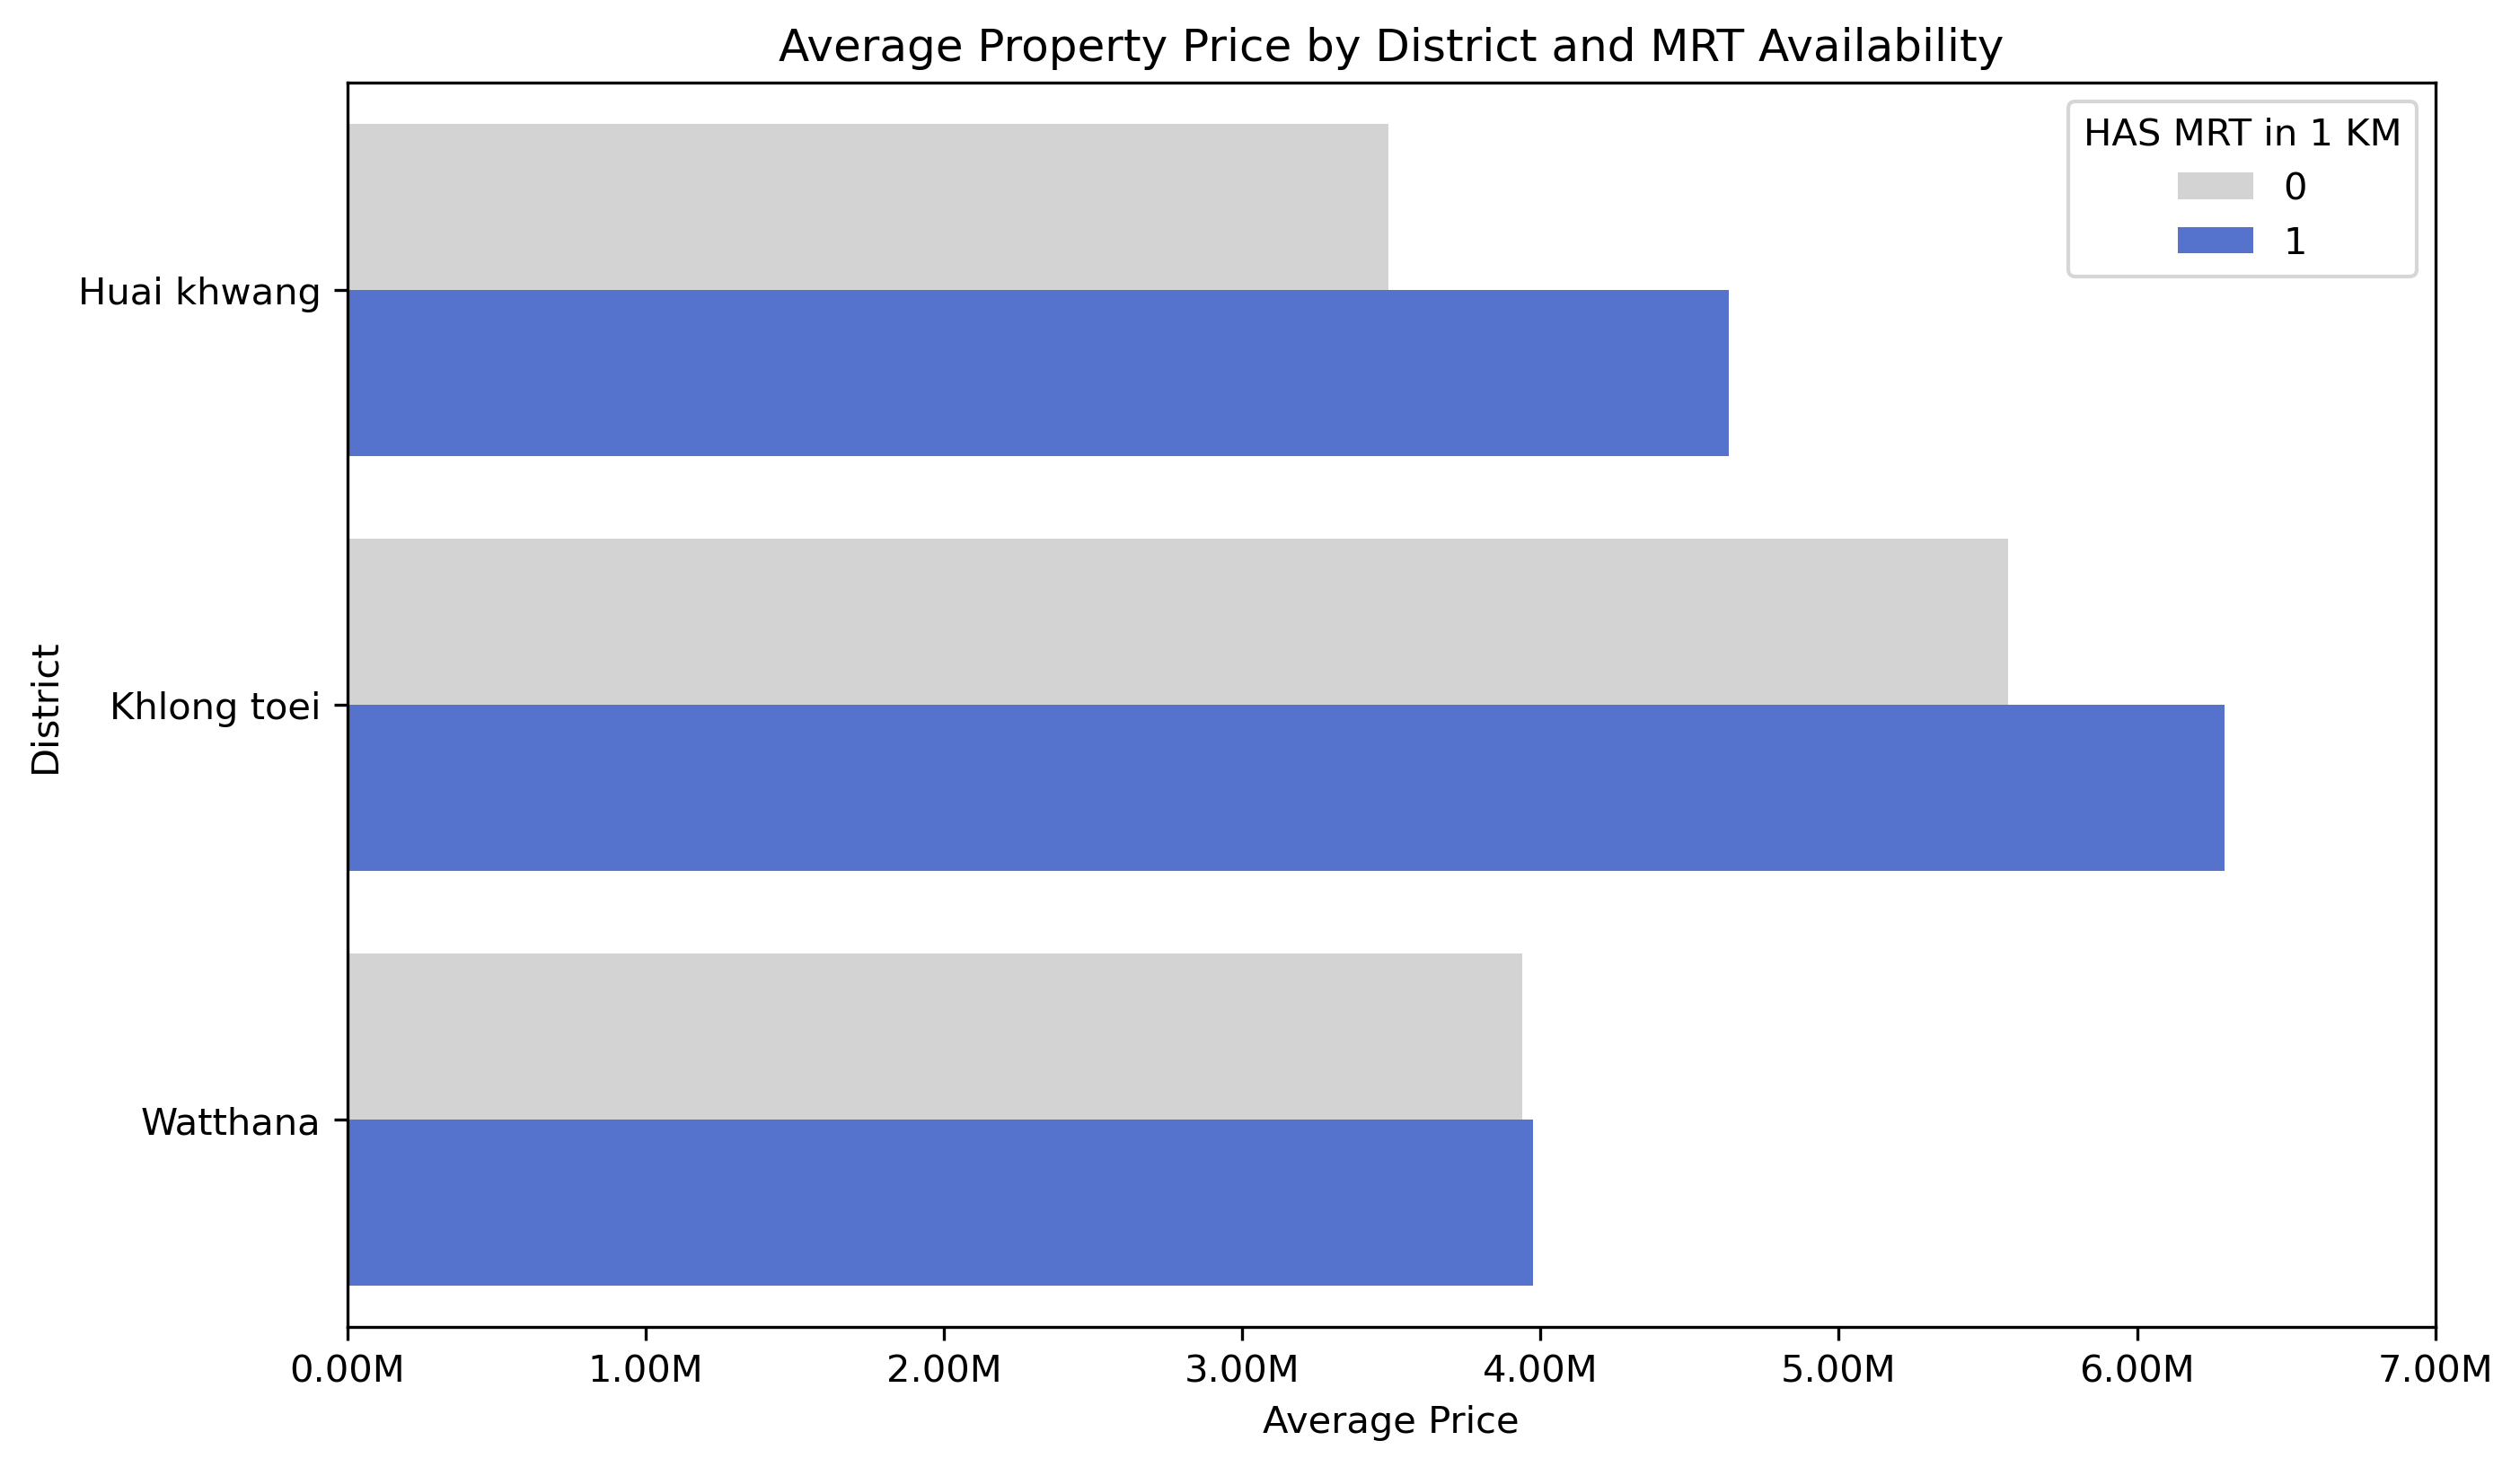 Average Property Price by District and MRT Availability
HAS MRT in 1 KM
0
1
Huai khwang
Khlong toei
Watthana
District
0.00M 1.00M 2.00M 3.00M 4.00M 5.00M 6.00M 7.00M
Average Price